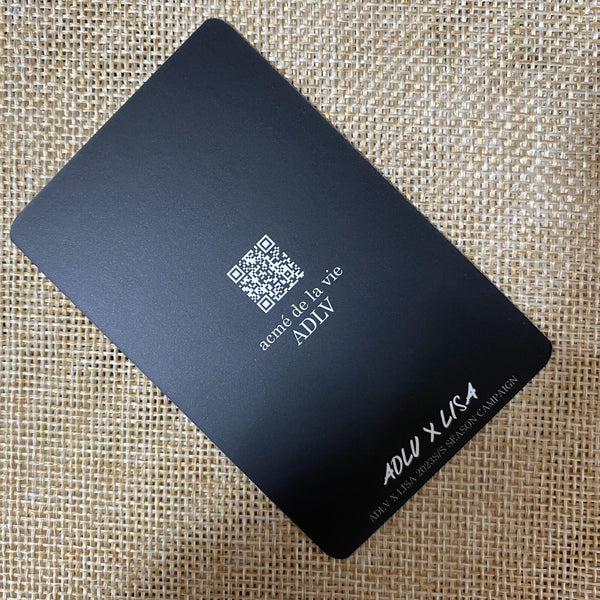 acmé de la vie
ADLV
ADLV X LISA
ADLV X LISA 2023S/S SEASON CAMPAIGN